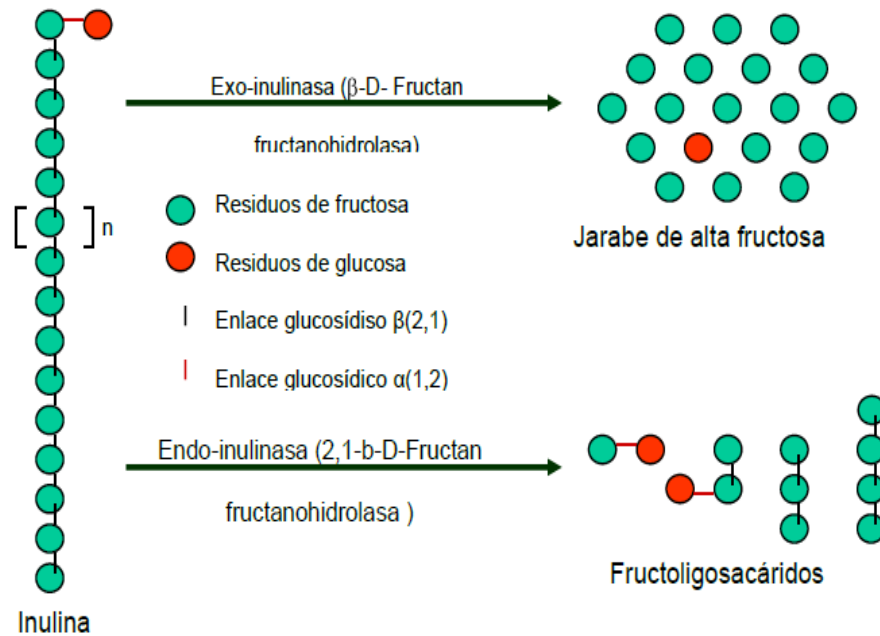 Exo-inulinasa (β-D- Fructan
fructanohidrolasa)
Jarabe de alta fructosa
n
Residuos de fructosa
Residuos de glucosa
Enlace glucosídiso β(2,1)
Enlace glucosídico α(1,2)
Endo-inulinasa (2,1-b-D-Fructan
fructanohidrolasa )
Fructoligosacáridos
Inulina